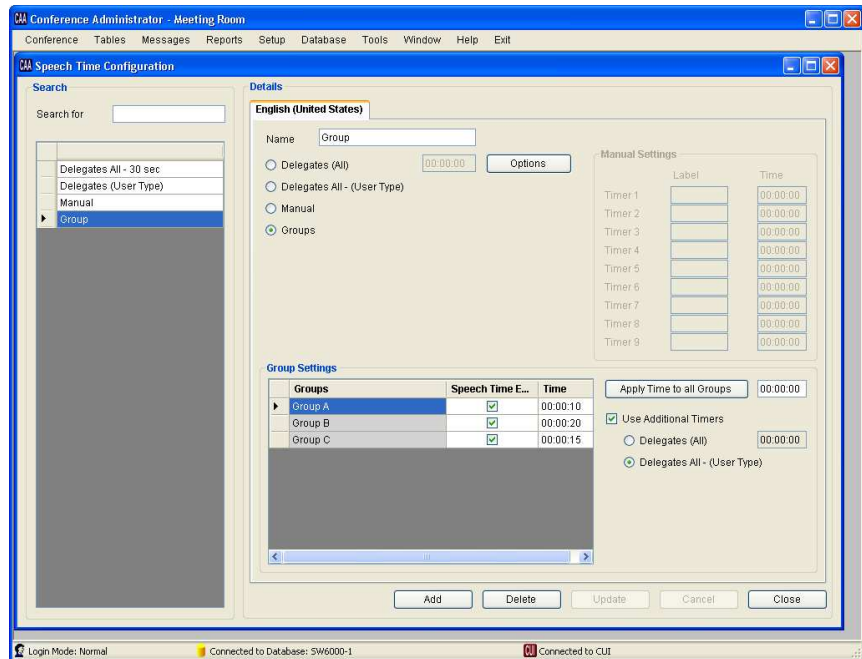 CAA Conference Administrator - Meeting Room
Conference Tables Messages Reports Setup Database Tools Window Help Exit
CAA Speech Time Configuration
Search
Search for
Delegates All - 30 sec
Delegates (User Type)
Manual
Group
Details
English (United States)
Name Group
Delegates (All) 00:00:00 Options
Delegates All - (User Type)
Manual
Groups
Manual Settings
Label Time
Timer 1 00:00:00
Timer 2 00:00:00
Timer 3 00:00:00
Timer 4 00:00:00
Timer 5 00:00:00
Timer 6 00:00:00
Timer 7 00:00:00
Timer 8 00:00:00
Timer 9 00:00:00
Group Settings
Groups Speech Time E... Time
Group A 00:00:10
Group B 00:00:20
Group C 00:00:15
Apply Time to all Groups 00:00:00
Use Additional Timers
Delegates (All) 00:00:00
Delegates All - (User Type)
Add Delete Update Cancel Close
Login Mode: Normal Connected to Database: SW6000-1 CUI Connected to CUI